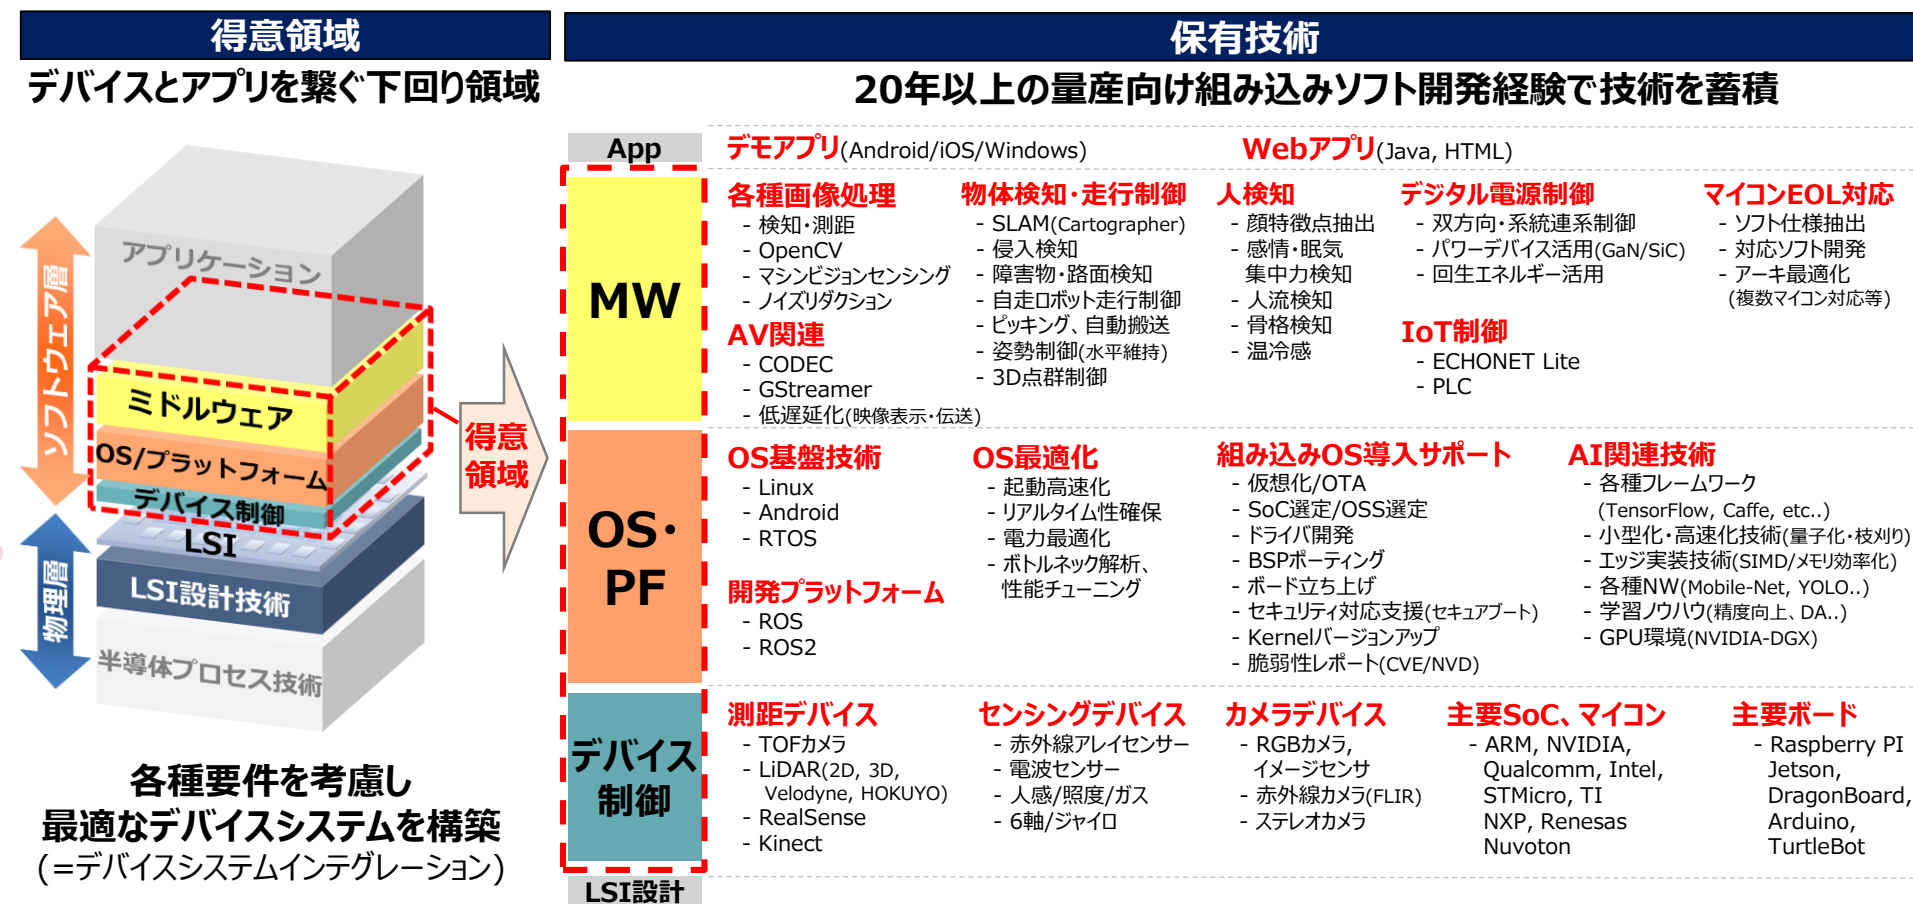 得意領域
デバイスとアプリを繋ぐ下回り領域
ソフトウェア層
物理層
アプリケーション
ミドルウェア
OS/プラットフォーム
デバイス制御
LSI
LSI設計技術
半導体プロセス技術
得意
領域
各種要件を考慮し
最適なデバイスシステムを構築
(=デバイスシステムインテグレーション)
保有技術
20年以上の量産向け組み込みソフト開発経験で技術を蓄積
App
デモアプリ(Android/iOS/Windows)
Webアプリ(Java, HTML)
MW
各種画像処理
- 検知・測距
- OpenCV
- マシンビジョンセンシング
- ノイズリダクション
AV関連
- CODEC
- GStreamer
- 低遅延化(映像表示・伝送)
物体検知・走行制御
- SLAM(Cartographer)
- 侵入検知
- 障害物・路面検知
- 自走ロボット走行制御
- ピッキング、自動搬送
- 姿勢制御(水平維持)
- 3D点群制御
人検知
- 顔特徴点抽出
- 感情・眠気
集中力検知
- 人流検知
- 骨格検知
- 温冷感
デジタル電源制御
- 双方向・系統連系制御
- パワーデバイス活用(GaN/SiC)
- 回生エネルギー活用
IoT制御
- ECHONET Lite
- PLC
マイコンEOL対応
- ソフト仕様抽出
- 対応ソフト開発
- アーキ最適化
(複数マイコン対応等)
OS・
PF
OS基盤技術
- Linux
- Android
- RTOS
開発プラットフォーム
- ROS
- ROS2
OS最適化
- 起動高速化
- リアルタイム性確保
- 電力最適化
- ボトルネック解析、
性能チューニング
組み込みOS導入サポート
- 仮想化/OTA
- SoC選定/OSS選定
- ドライバ開発
- BSPポーティング
- ボード立ち上げ
- セキュリティ対応支援(セキュアブート)
- Kernelバージョンアップ
- 脆弱性レポート(CVE/NVD)
AI関連技術
- 各種フレームワーク
(TensorFlow, Caffe, etc..)
- 小型化・高速化技術(量子化・枝刈り)
- エッジ実装技術(SIMD/メモリ効率化)
- 各種NW(Mobile-Net, YOLO..)
- 学習ノウハウ(精度向上、DA..)
- GPU環境(NVIDIA-DGX)
デバイス
制御
測距デバイス
- TOFカメラ
- LiDAR(2D, 3D,
Velodyne, HOKUYO)
- RealSense
- Kinect
センシングデバイス
- 赤外線アレイセンサー
- 電波センサー
- 人感/照度/ガス
- 6軸/ジャイロ
カメラデバイス
- RGBカメラ,
イメージセンサ
- 赤外線カメラ(FLIR)
- ステレオカメラ
主要SoC、マイコン
- ARM, NVIDIA,
Qualcomm, Intel,
STMicro, TI
NXP, Renesas
Nuvoton
主要ボード
- Raspberry PI
Jetson,
DragonBoard,
Arduino,
TurtleBot
LSI設計